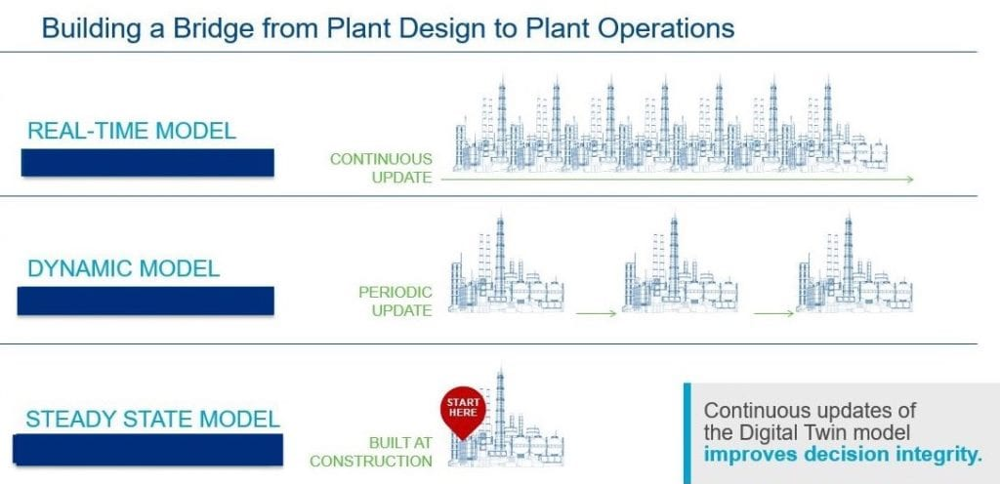 Building a Bridge from Plant Design to Plant Operations
REAL-TIME MODEL
CONTINUOUS
UPDATE
DYNAMIC MODEL
PERIODIC
UPDATE
STEADY STATE MODEL
START
HERE
BUILT AT
CONSTRUCTION
Continuous updates of
the Digital Twin model
improves decision integrity.